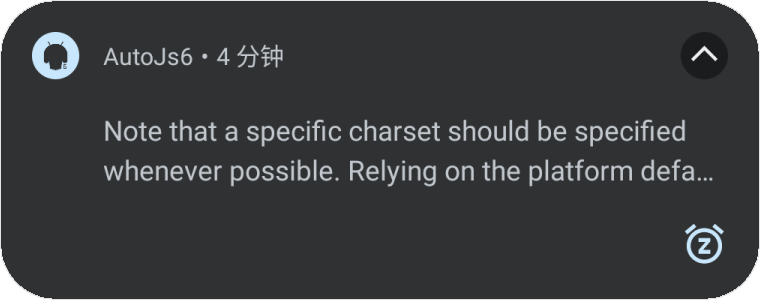 AutoJs6 • 4 分钟
Note that a specific charset should be specified
whenever possible. Relying on the platform defa...